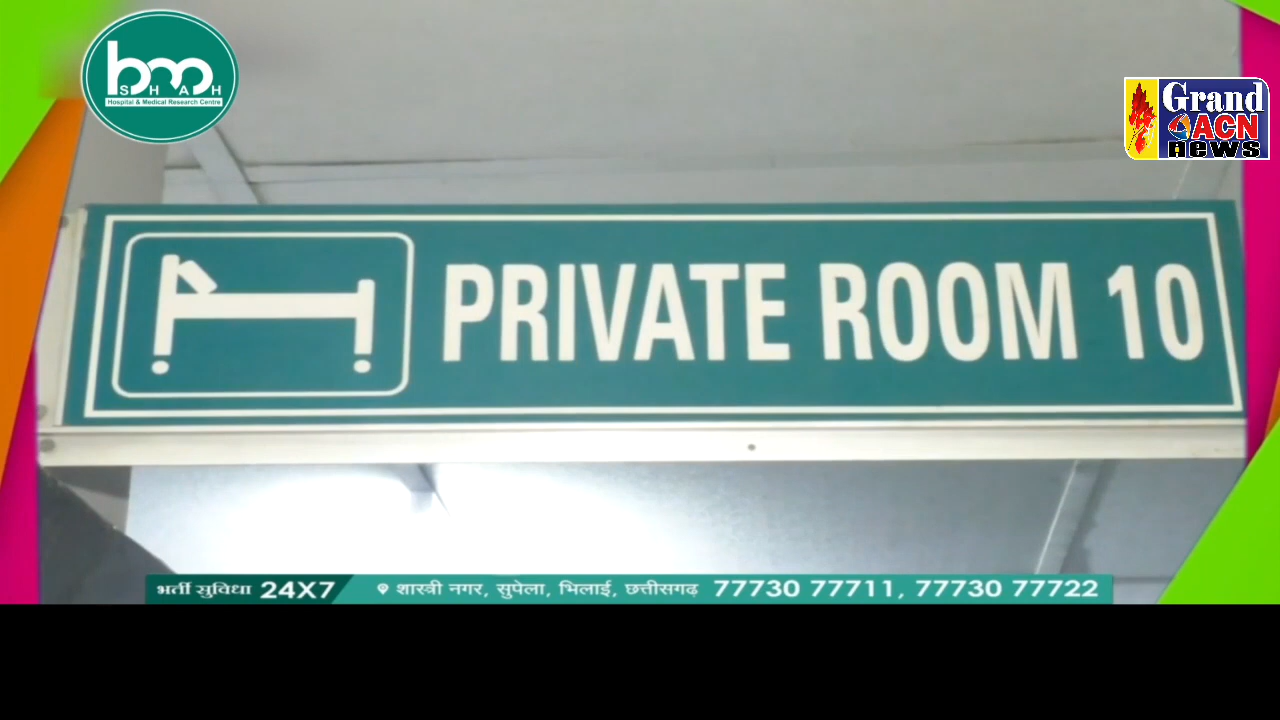 bm
SHAH
Hospital & Medical Research Centre
Grand
ACN
news
PRIVATE ROOM 10
भर्ती सुविधा 24X7
शास्त्री नगर, सुपेला, भिलाई, छत्तीसगढ़ 77730 77711, 77730 77722